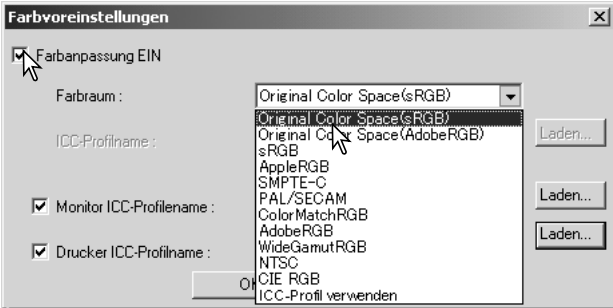 Farbvoreinstellungen
Farbanpassung EIN
Farbraum :
Original Color Space(sRGB)
Original Color Space(sRGB)
Original Color Space(AdobeRGB)
ICC-Profilname :
Laden...
sRGB
AppleRGB
SMPTE-C
PAL/SECAM
Monitor ICC-Profilename :
Laden...
ColorMatchRGB
AdobeRGB
Laden...
WideGamutRGB
Drucker ICC-Profilname :
NTSC
CIE RGB
ICC-Profil verwenden